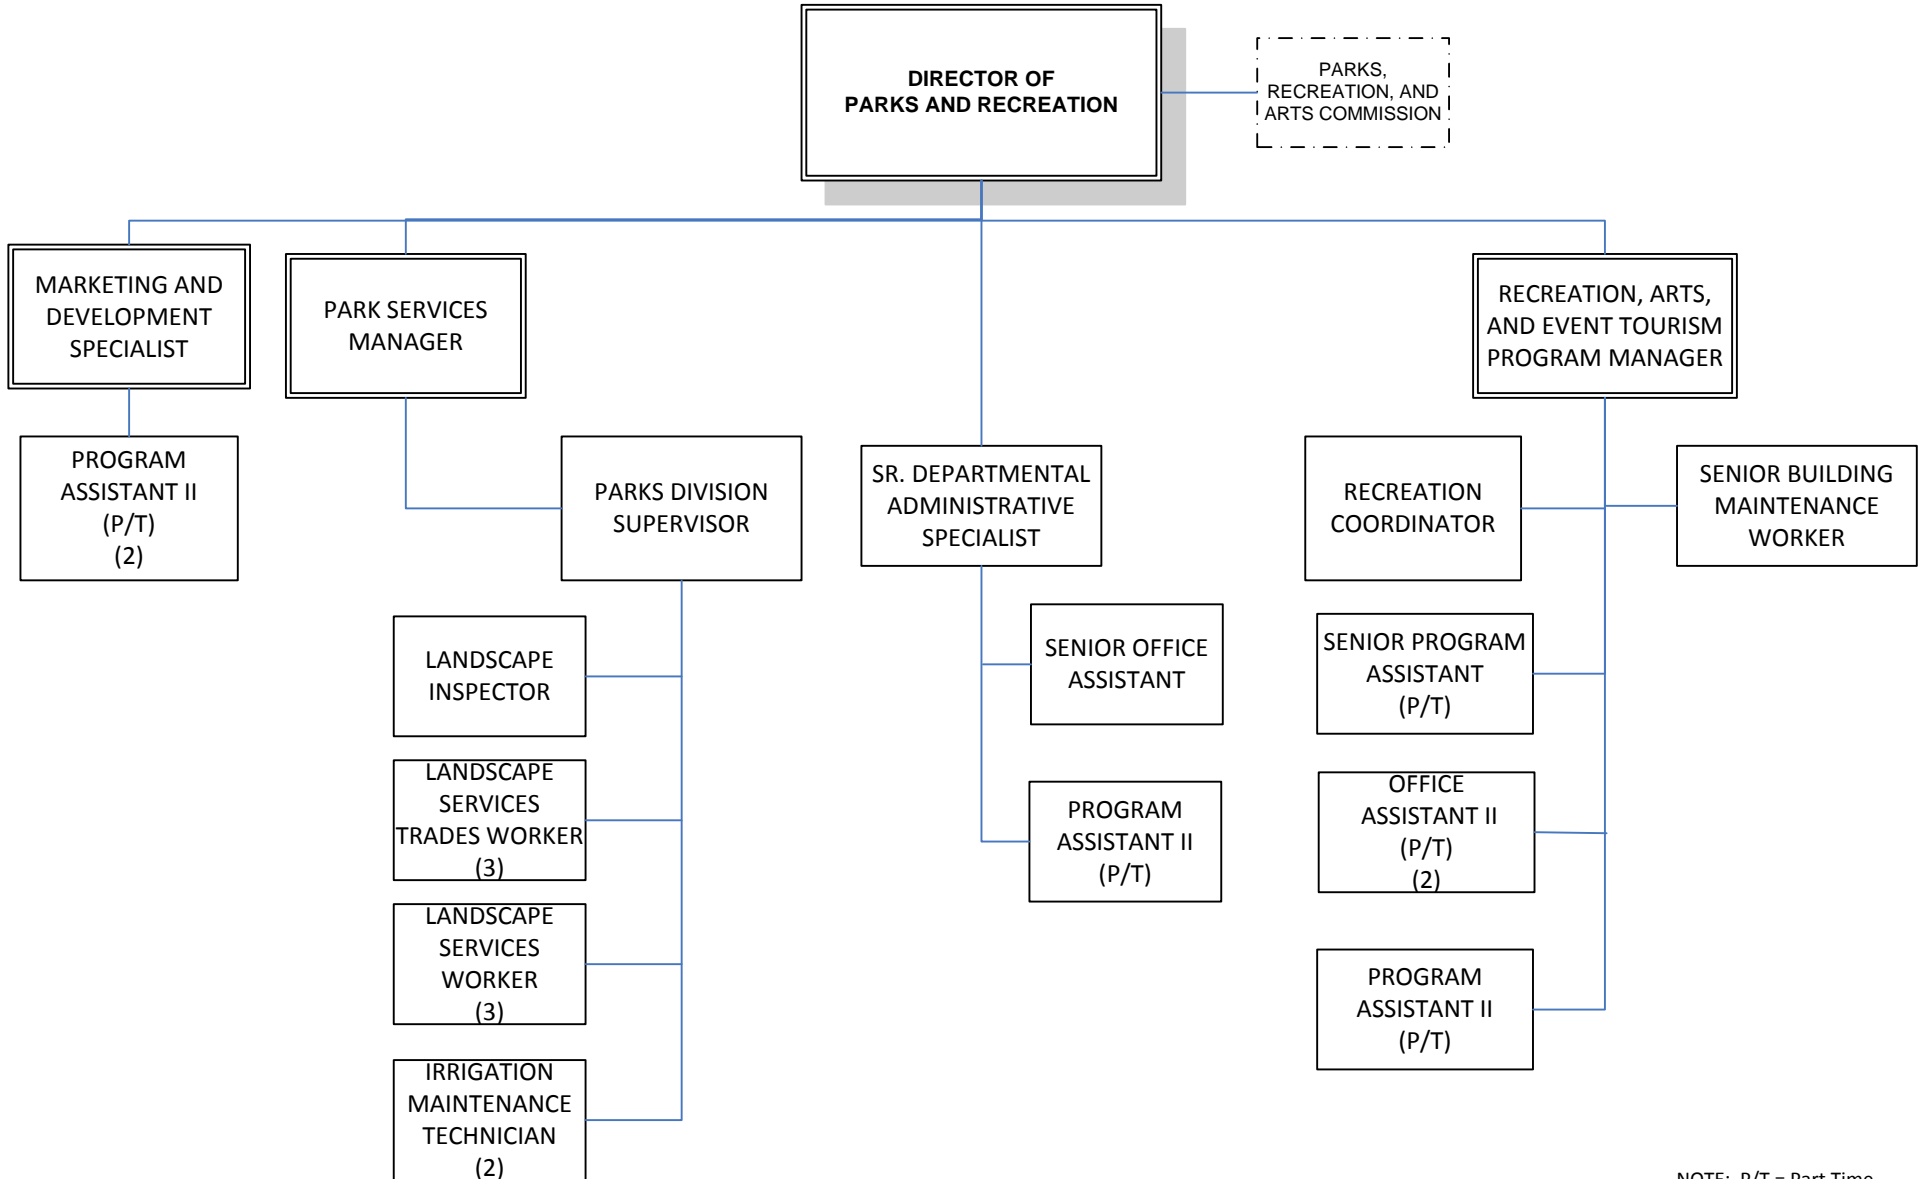 DIRECTOR OF
PARKS AND RECREATION
PARKS,
RECREATION, AND
ARTS COMMISSION
MARKETING AND
DEVELOPMENT
SPECIALIST
PARK SERVICES
MANAGER
RECREATION, ARTS,
AND EVENT TOURISM
PROGRAM MANAGER
PROGRAM
ASSISTANT II
(P/T)
(2)
PARKS DIVISION
SUPERVISOR
SR. DEPARTMENTAL
ADMINISTRATIVE
SPECIALIST
RECREATION
COORDINATOR
SENIOR BUILDING
MAINTENANCE
WORKER
LANDSCAPE
INSPECTOR
SENIOR OFFICE
ASSISTANT
SENIOR PROGRAM
ASSISTANT
(P/T)
LANDSCAPE
SERVICES
TRADES WORKER
(3)
PROGRAM
ASSISTANT II
(P/T)
OFFICE
ASSISTANT II
(P/T)
(2)
LANDSCAPE
SERVICES
WORKER
(3)
PROGRAM
ASSISTANT II
(P/T)
IRRIGATION
MAINTENANCE
TECHNICIAN
(2)
NOTE: P/T = Part Time